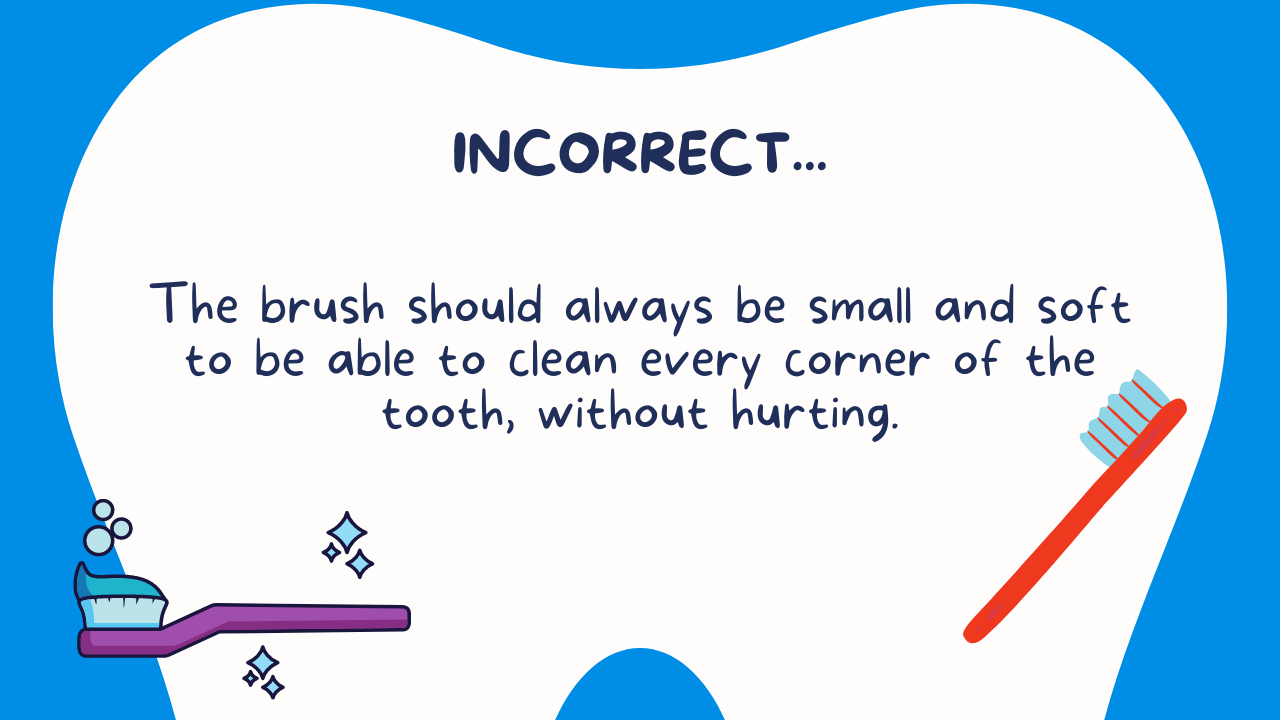 INCORRECT...
The brush should always be small and soft
to be able to clean every corner of the
tooth, without hurting.